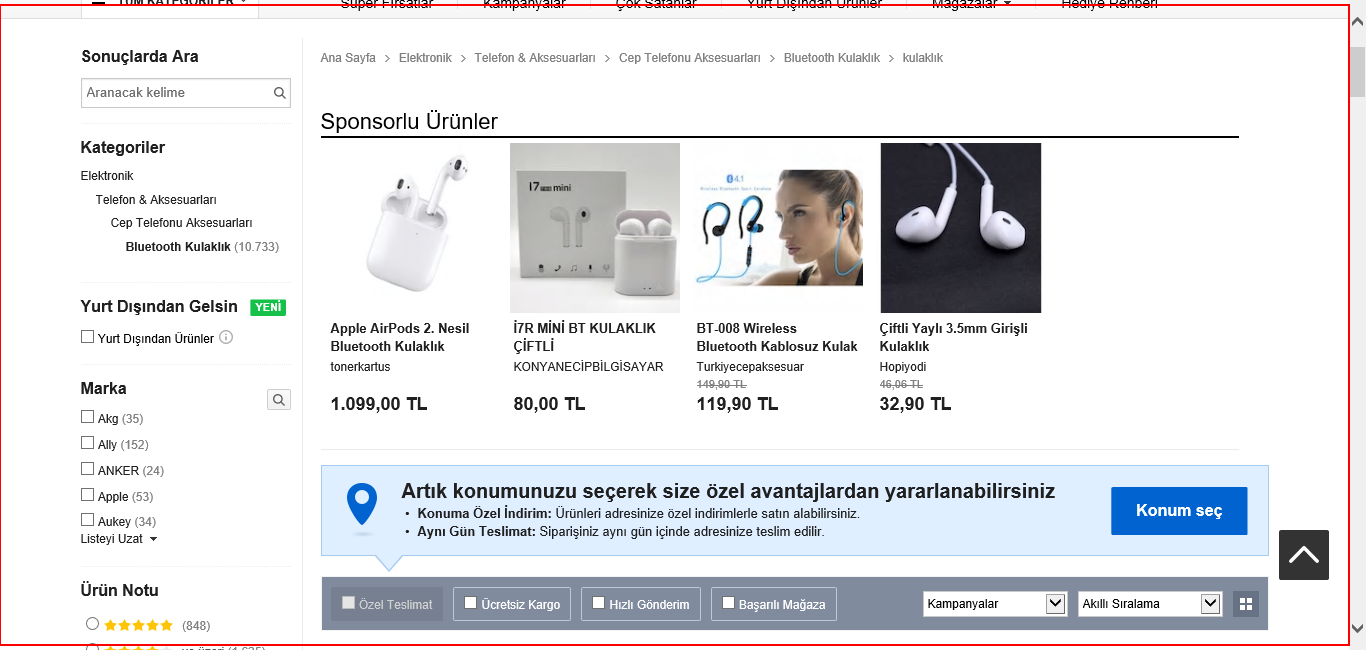 TÜM KATEGORİLER
Süper Fırsatlar
Kampanyalar
Çok Satanlar
Yurt Dışından Ürünler
Mağazalar
Hediye Rehberi
Sonuçlarda Ara
Aranacak kelime
Kategoriler
Elektronik
Telefon & Aksesuarları
Cep Telefonu Aksesuarları
Bluetooth Kulaklık (10.733)
Yurt Dışından Gelsin YENİ
Yurt Dışından Ürünler
Marka
Akg (35)
Ally (152)
ANKER (24)
Apple (53)
Aukey (34)
Listeyi Uzat
Ürün Notu
(848)
ve üzeri (1.635)
Ana Sayfa > Elektronik > Telefon & Aksesuarları > Cep Telefonu Aksesuarları > Bluetooth Kulaklık > kulaklık
Sponsorlu Ürünler
Apple AirPods 2. Nesil
Bluetooth Kulaklık
tonerkartus
1.099,00 TL
i7 mini
İ7R MİNİ BT KULAKLIK
ÇİFTLİ
KONYANECİPBİLGİSAYAR
80,00 TL
4.1
BT-008 Wireless
Bluetooth Kablosuz Kulak
Turkiyecepaksesuar
149,90 TL
119,90 TL
Çiftli Yaylı 3.5mm Girişli
Kulaklık
Hopiyodi
46,06 TL
32,90 TL
Artık konumunuzu seçerek size özel avantajlardan yararlanabilirsiniz
• Konuma Özel İndirim: Ürünleri adresinize özel indirimlerle satın alabilirsiniz.
• Aynı Gün Teslimat: Siparişiniz aynı gün içinde adresinize teslim edilir.
Konum seç
Özel Teslimat
Ücretsiz Kargo
Hızlı Gönderim
Başarılı Mağaza
Kampanyalar
Akıllı Sıralama